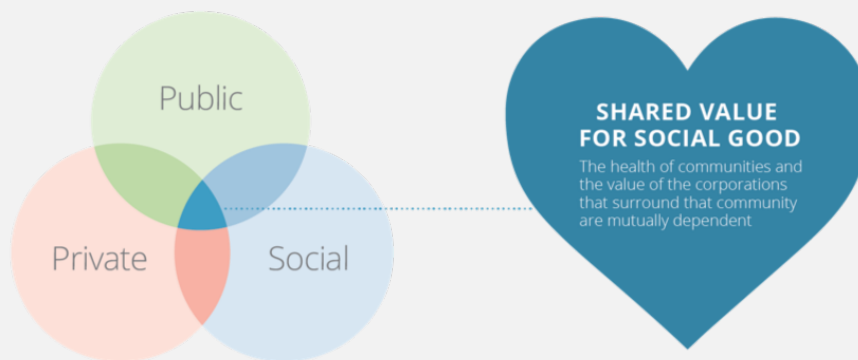 Public
Private
Social
SHARED VALUE
FOR SOCIAL GOOD
The health of communities and
the value of the corporations
that surround that community
are mutually dependent